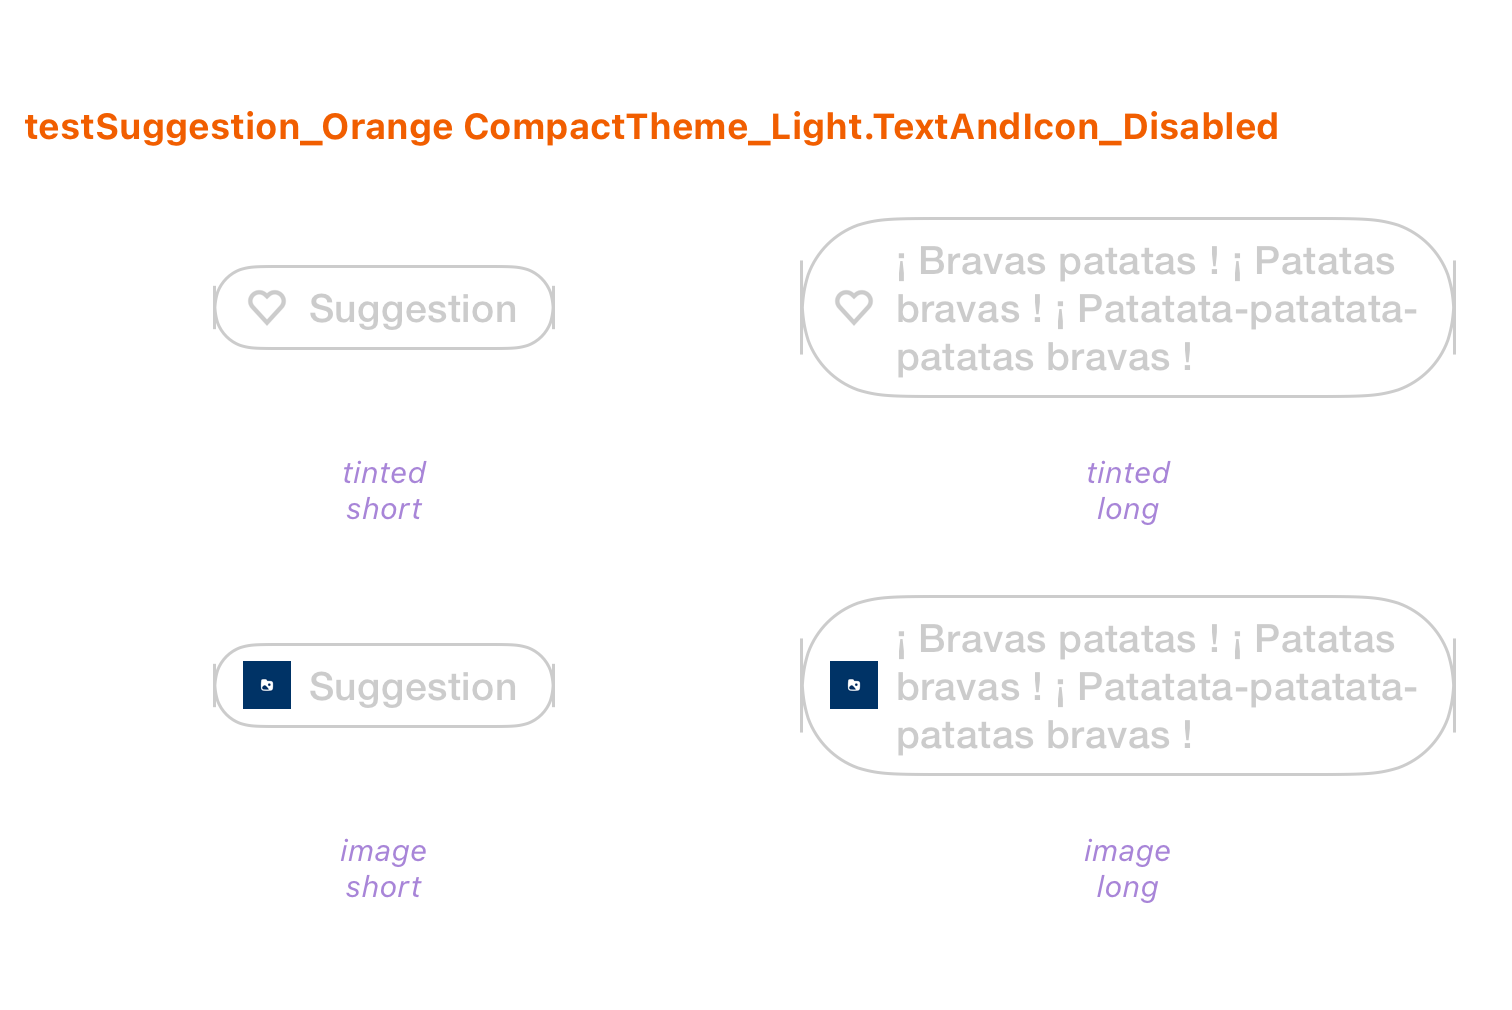 testSuggestion_Orange CompactTheme_Light.TextAndIcon_Disabled
Suggestion
¡ Bravas patatas ! ¡ Patatas
bravas ! ¡ Patatata-patatata-
patatas bravas !
tinted
short
tinted
long
Suggestion
¡ Bravas patatas ! ¡ Patatas
bravas ! ¡ Patatata-patatata-
patatas bravas !
image
short
image
long